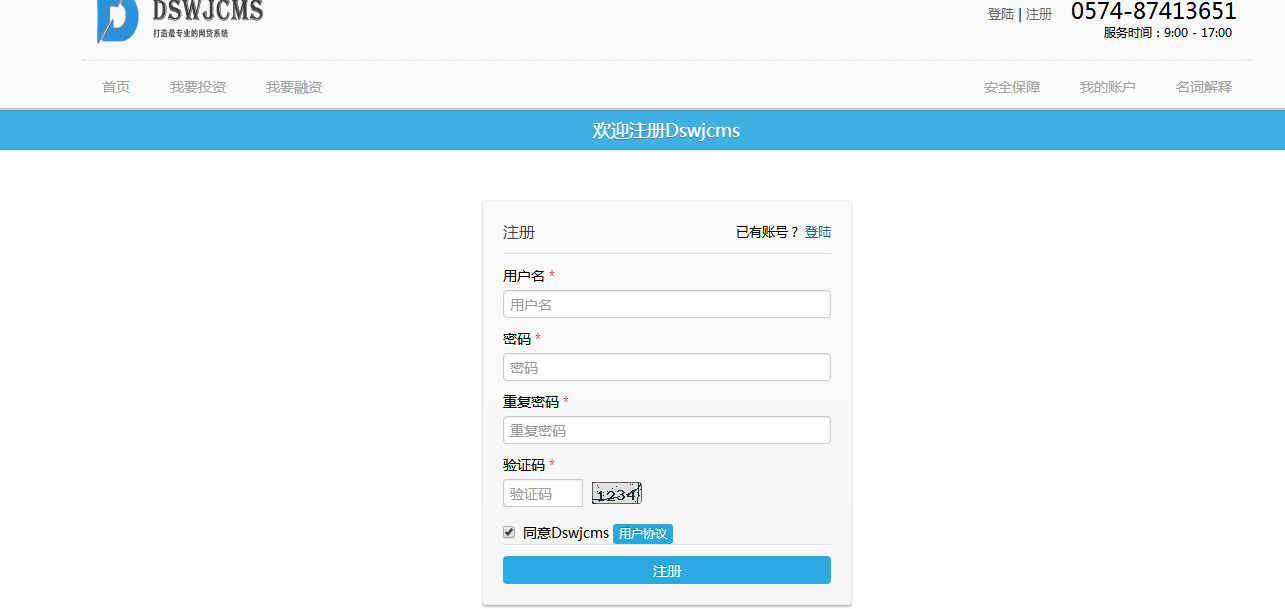 DSWJCMS
打造最专业的网贷系统
登陆 | 注册
0574-87413651
服务时间：9:00 - 17:00
首页 我要投资 我要融资 安全保障 我的账户 名词解释
欢迎注册Dswjcms
注册 已有账号？ 登陆
用户名 *
用户名
密码 *
密码
重复密码 *
重复密码
验证码 *
验证码 1234
同意Dswjcms 用户协议
注册